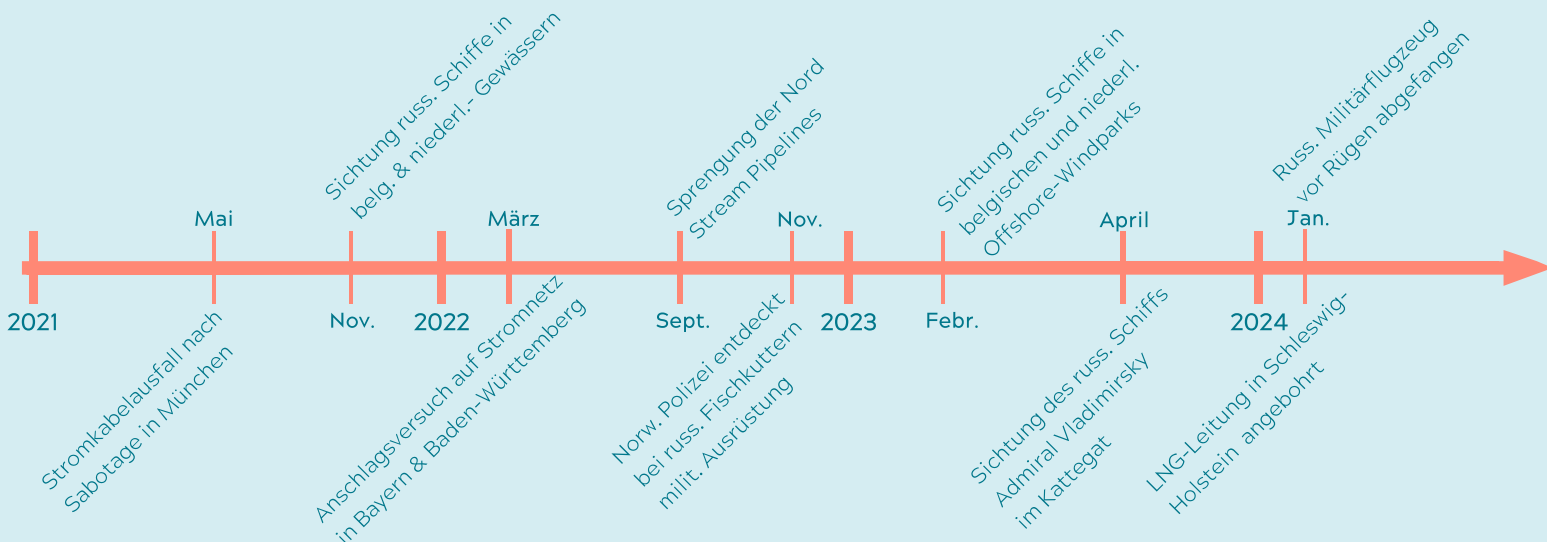 Sichtung russ. Schiffe in
belg. & niederl.- Gewässern
Sprengung der Nord
Stream Pipelines
Sichtung russ. Schiffe in
belgischen und niederl.
Offshore-Windparks
Russ. Militärflugzeug
vor Rügen abgefangen
Mai
März
Nov.
April
Jan.
2021
Nov.
2022
Sept.
2023
Febr.
2024
Stromkabelausfall nach
Sabotage in München
Anschlagsversuch auf Stromnetz
in Bayern & Baden-Württemberg
Norw. Polizei entdeckt
bei russ. Fischkuttern
milit. Ausrüstung
Sichtung des russ. Schiffs
Admiral Vladimirsky
im Kattegat
LNG-Leitung in Schleswig-
Holstein angebohrt